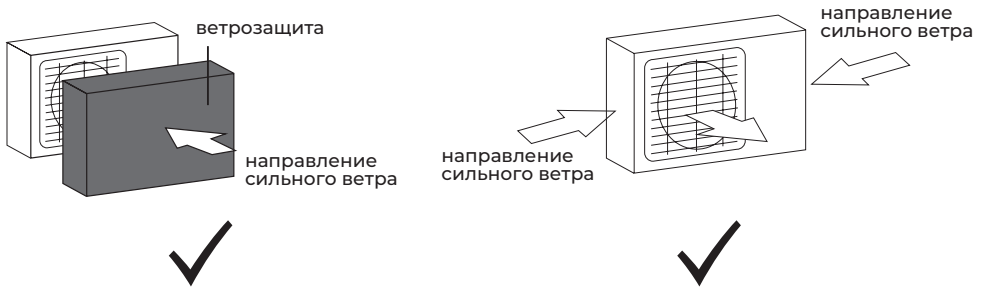 ветрозащита
направление
сильного ветра
направление
сильного ветра
направление
сильного ветра